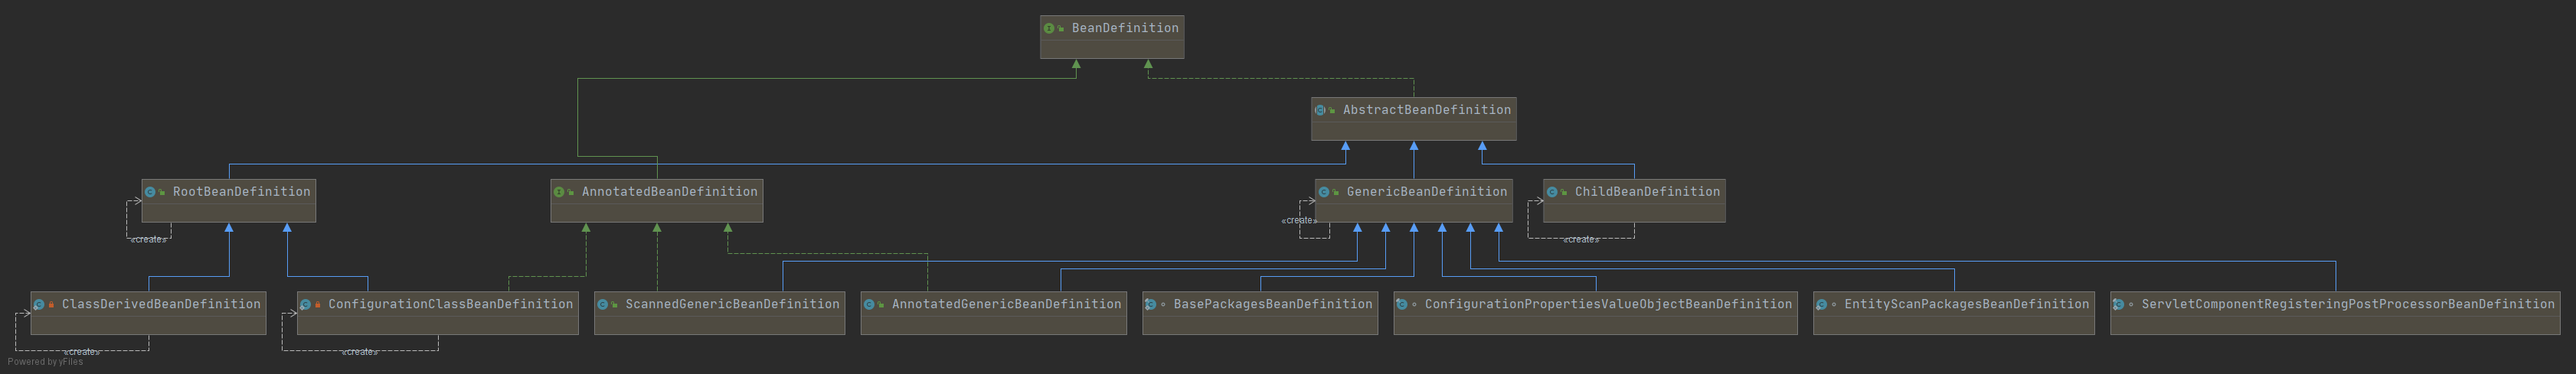 BeanDefinition
AbstractBeanDefinition
RootBeanDefinition
AnnotatedBeanDefinition
GenericBeanDefinition
ChildBeanDefinition
«create»
«create»
«create»
ClassDerivedBeanDefinition
ConfigurationClassBeanDefinition
ScannedGenericBeanDefinition
AnnotatedGenericBeanDefinition
BasePackagesBeanDefinition
ConfigurationPropertiesValueObjectBeanDefinition
EntityScanPackagesBeanDefinition
ServletComponentRegisteringPostProcessorBeanDefinition
«create»
«create»
Powered by yFiles